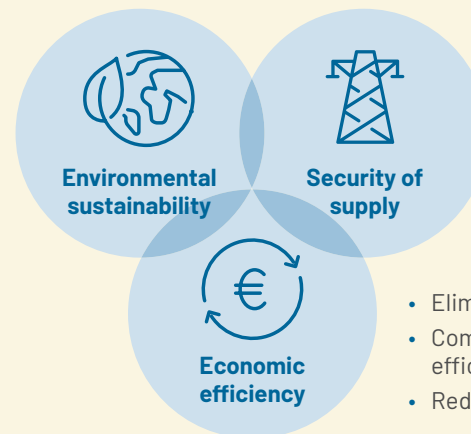 Environmental
sustainability
Security of
supply
€
Economic
efficiency
•
•
•